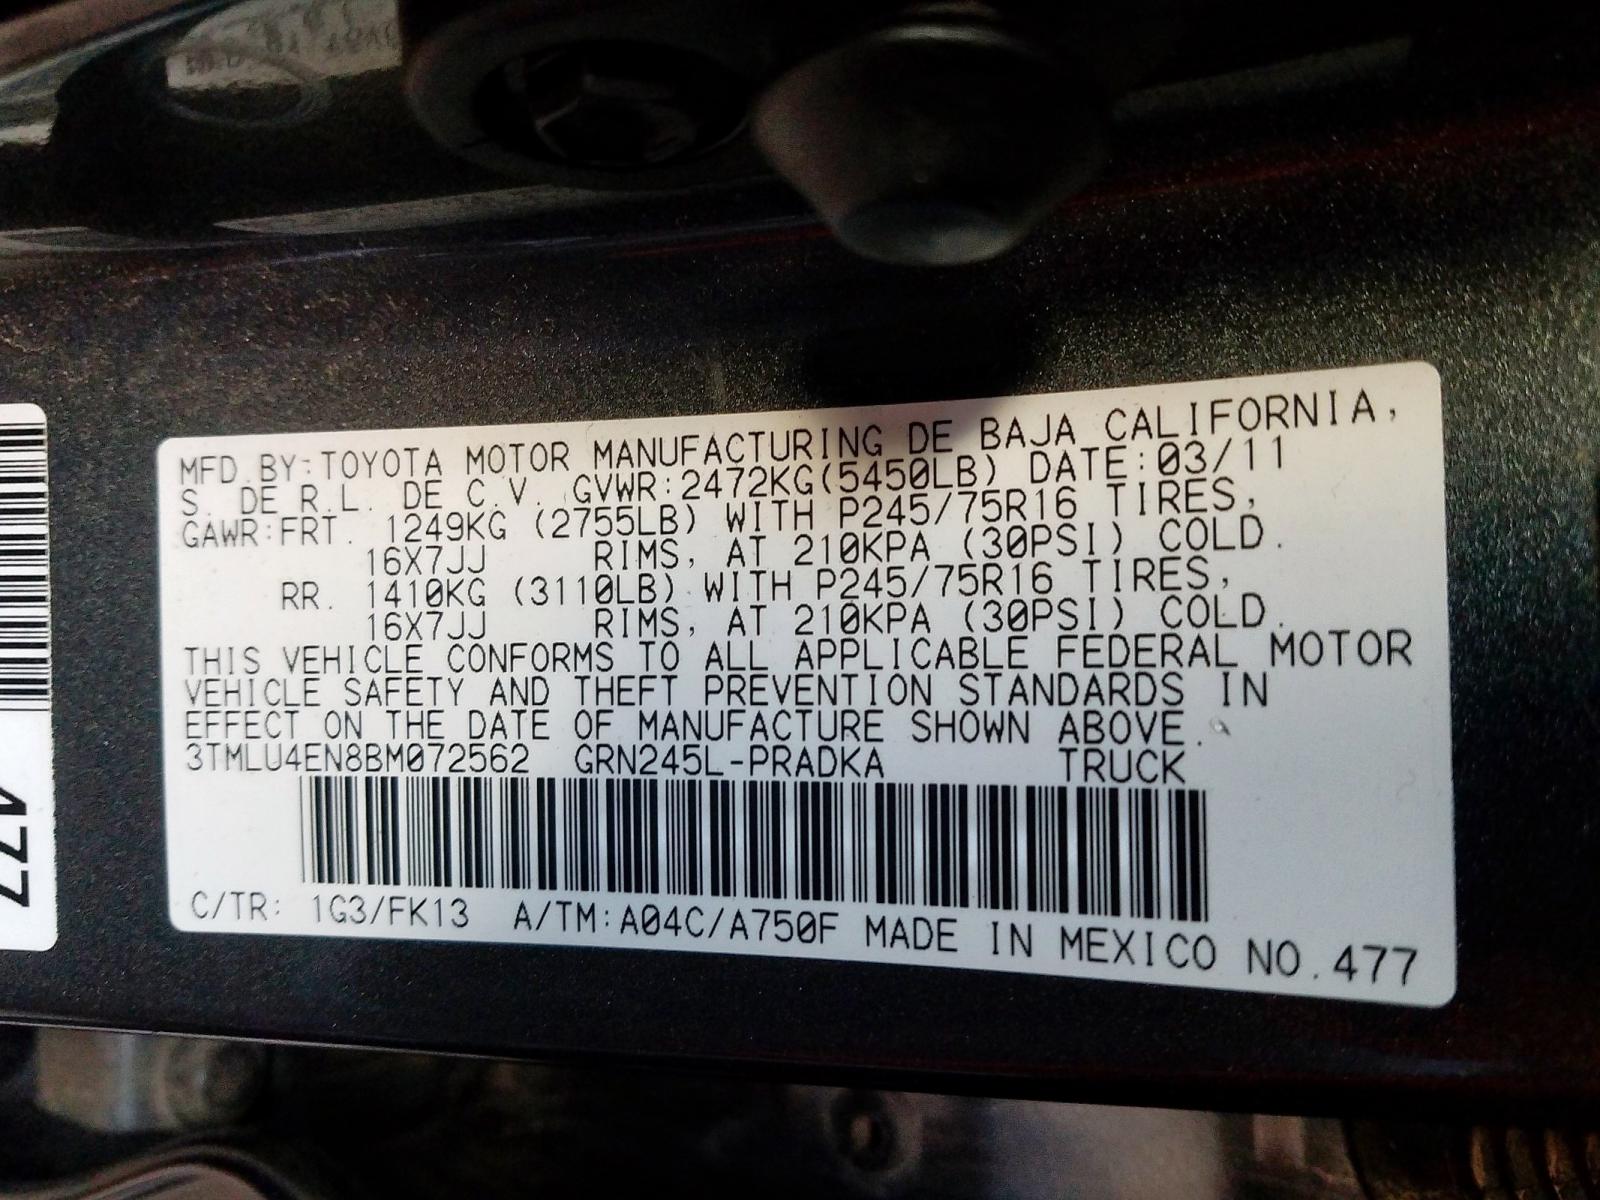 MFD.BY:TOYOTA MOTOR MANUFACTURING DE BAJA CALIFORNIA,
S. DE R.L. DE C.V. GVWR:2472KG(5450LB) DATE:03/11
GAWR:FRT. 1249KG (2755LB) WITH P245/75R16 TIRES,
16X7JJ RIMS, AT 210KPA (30PSI) COLD.
RR. 1410KG (3110LB) WITH P245/75R16 TIRES,
16X7JJ RIMS, AT 210KPA (30PSI) COLD.
THIS VEHICLE CONFORMS TO ALL APPLICABLE FEDERAL MOTOR
VEHICLE SAFETY AND THEFT PREVENTION STANDARDS IN
EFFECT ON THE DATE OF MANUFACTURE SHOWN ABOVE.
3TMLU4EN8BM072562 GRN245L-PRADKA TRUCK
C/TR: 1G3/FK13 A/TM:A04C/A750F MADE IN MEXICO NO.477
477